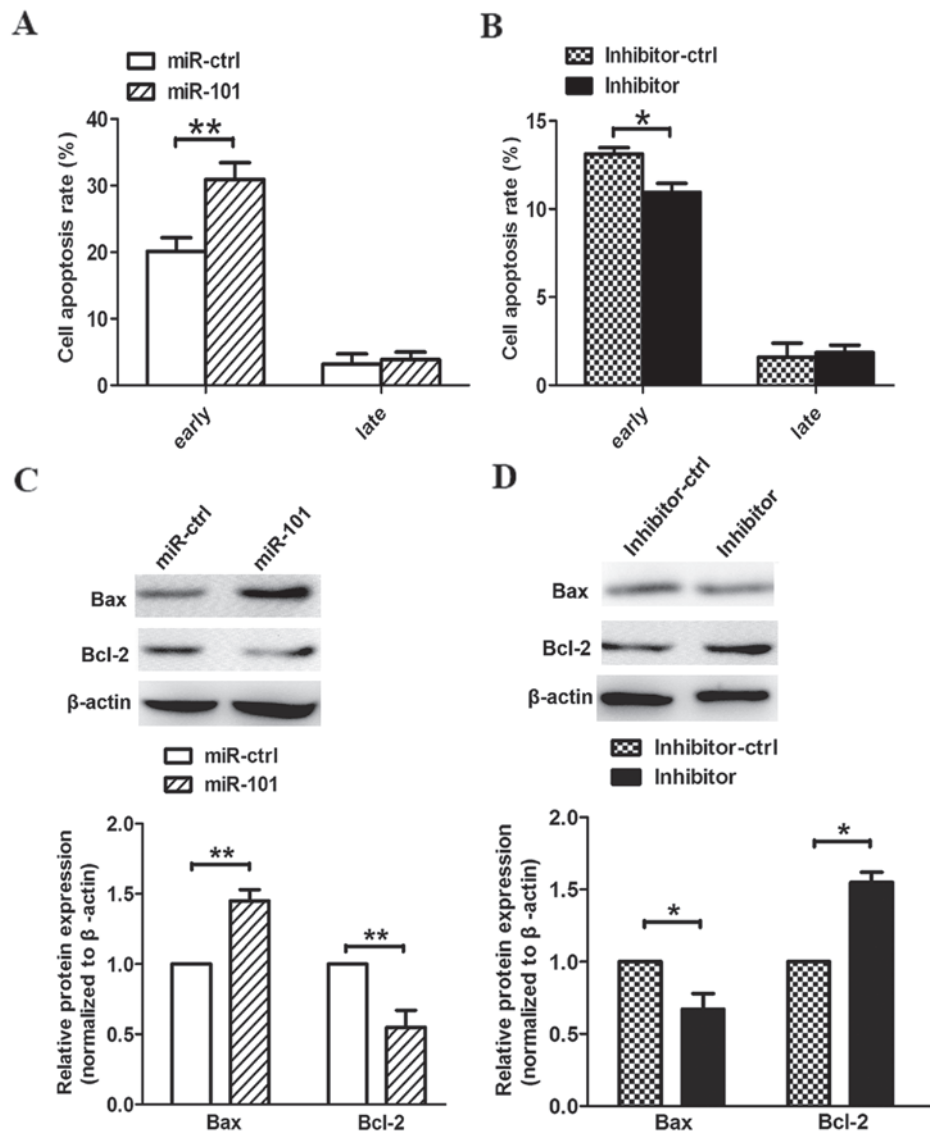 A
miR-ctrl
miR-101
Cell apoptosis rate (%)
40
30
20
10
0
**
early
late
B
Inhibitor-ctrl
Inhibitor
Cell apoptosis rate (%)
15
10
5
0
*
early
late
C
miR-ctrl
miR-101
Bax
Bcl-2
β-actin
miR-ctrl
miR-101
Relative protein expression
(normalized to β -actin)
2.0
1.5
1.0
0.5
0.0
**
**
Bax
Bcl-2
D
Inhibitor-ctrl
Inhibitor
Bax
Bcl-2
β-actin
Inhibitor-ctrl
Inhibitor
Relative protein expression
(normalized to β -actin)
2.0
1.5
1.0
0.5
0.0
*
*
Bax
Bcl-2